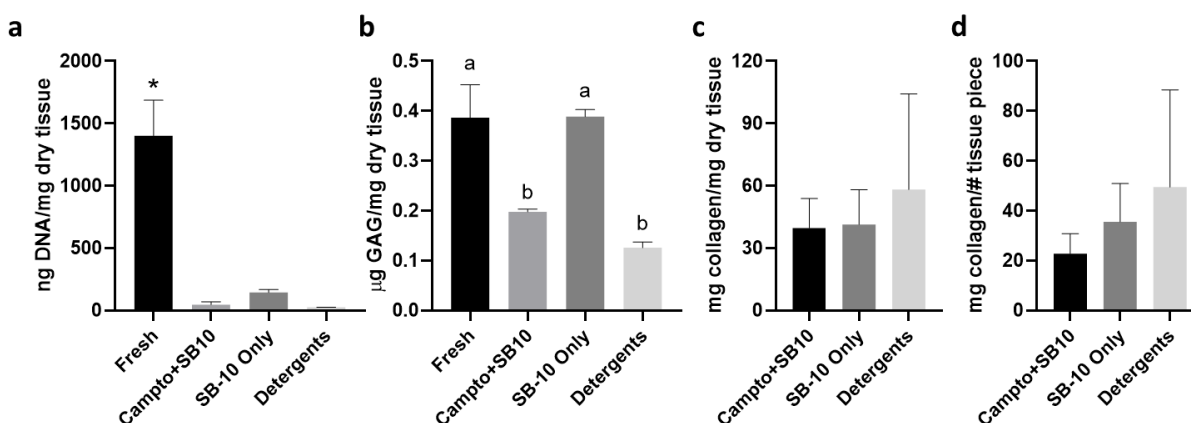 a
ng DNA/mg dry tissue
2000
1500
1000
500
0
*
Fresh
Campto+SB10
SB-10 Only
Detergents
b
µg GAG/mg dry tissue
0.5
0.4
0.3
0.2
0.1
0.0
a
b
a
b
Fresh
Campto+SB10
SB-10 Only
Detergents
c
mg collagen/mg dry tissue
120
90
60
30
0
Campto+SB10
SB-10 Only
Detergents
d
mg collagen/# tissue piece
100
80
60
40
20
0
Campto+SB10
SB-10 Only
Detergents